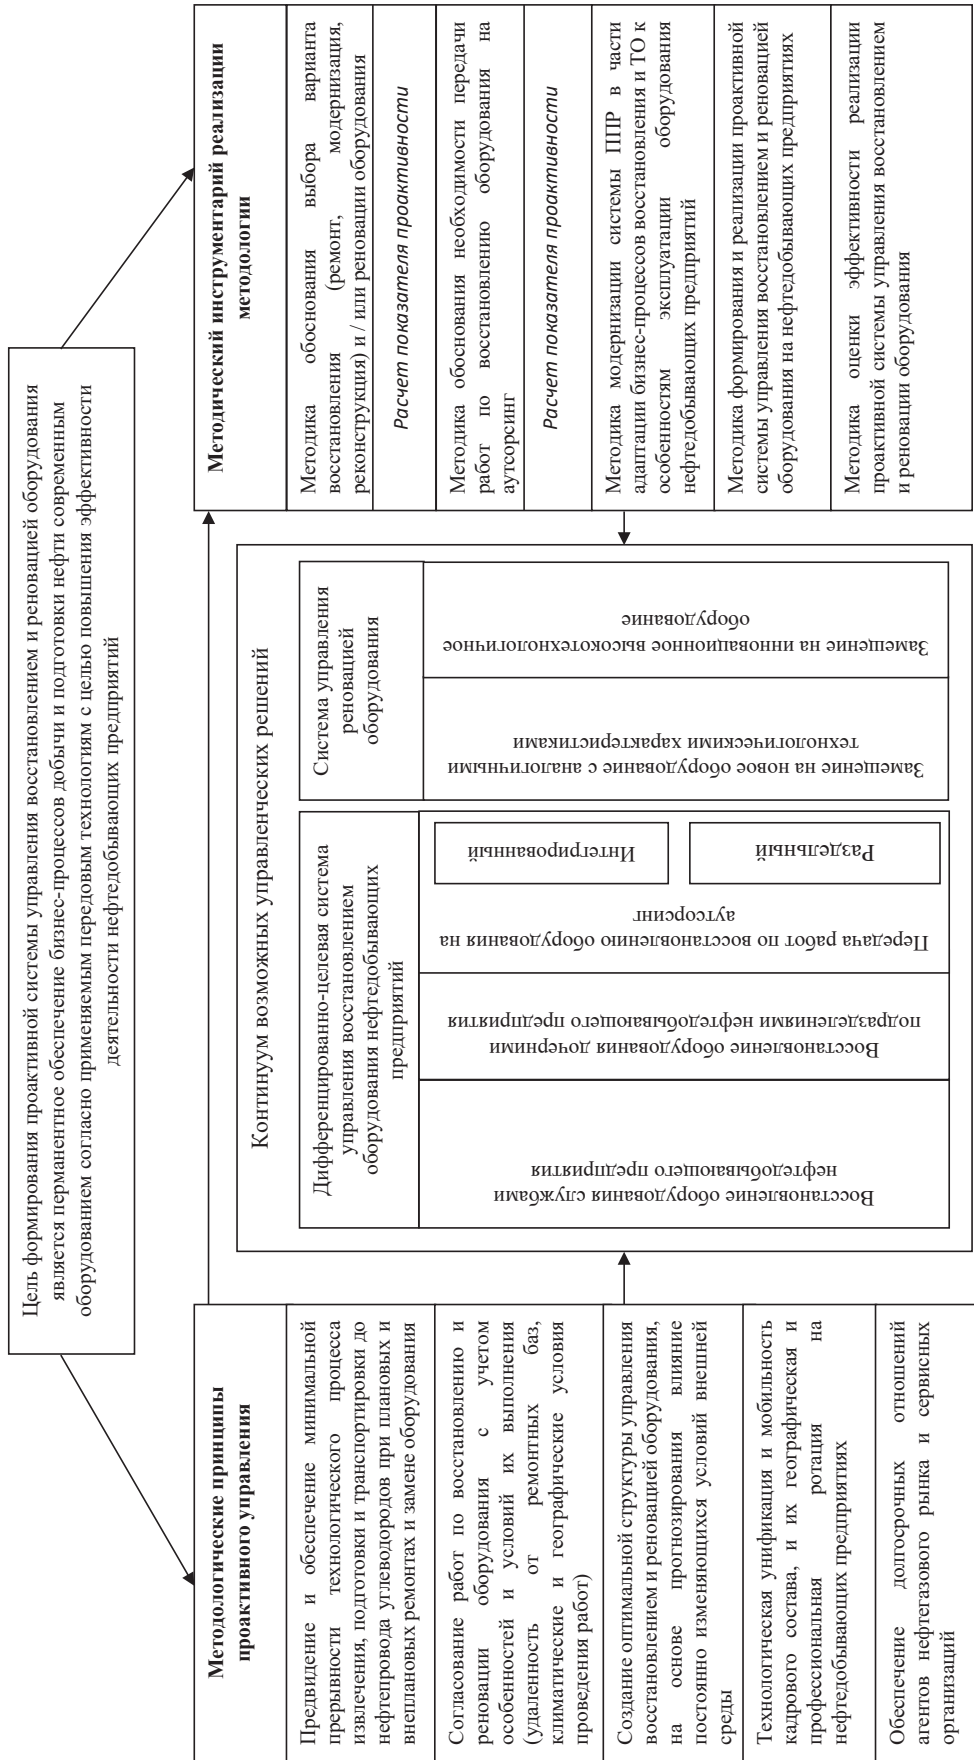 Цель формирования проактивной системы управления восстановлением и реновацией оборудования
является перманентное обеспечение бизнес-процессов добычи и подготовки нефти современным
оборудованием согласно применяемым передовым технологиям с целью повышения эффективности
деятельности нефтедобывающих предприятий
Методологические принципы
проактивного управления
Предвидение и обеспечение минимальной
прерывности технологического процесса
извлечения, подготовки и транспортировки до
нефтепровода углеводородов при плановых и
внеплановых ремонтах и замене оборудования
Согласование работ по восстановлению и
реновации оборудования с учетом
особенностей и условий их выполнения
(удаленность от ремонтных баз,
климатические и географические условия
проведения работ)
Создание оптимальной структуры управления
восстановлением и реновацией оборудования,
на основе прогнозирования влияние
постоянно изменяющихся условий внешней
среды
Технологическая унификация и мобильность
кадрового состава, и их географическая и
профессиональная ротация на
нефтедобывающих предприятиях
Обеспечение долгосрочных отношений
агентов нефтегазового рынка и сервисных
организаций
Континуум возможных управленческих решений
Дифференцированно-целевая система
управления восстановлением
оборудования нефтедобывающих
предприятий
Восстановление оборудования службами
нефтедобывающего предприятия
Восстановление оборудования дочерними
подразделениями нефтедобывающего предприятия
Передача работ по восстановлению оборудования на
аутсорсинг
Раздельный
Интегрированный
Система управления
реновацией
оборудования
Замещение на новое оборудование с аналогичными
технологическими характеристиками
Замещение на инновационное высокотехнологичное
оборудование
Методический инструментарий реализации
методологии
Методика обоснования выбора варианта
восстановления (ремонт, модернизация,
реконструкция) и / или реновации оборудования
Расчет показателя проактивности
Методика обоснования необходимости передачи
работ по восстановлению оборудования на
аутсорсинг
Расчет показателя проактивности
Методика модернизации системы ППР в части
адаптации бизнес-процессов восстановления и ТО к
особенностям эксплуатации оборудования
нефтедобывающих предприятий
Методика формирования и реализации проактивной
системы управления восстановлением и реновацией
оборудования на нефтедобывающих предприятиях
Методика оценки эффективности реализации
проактивной системы управления восстановлением
и реновации оборудования